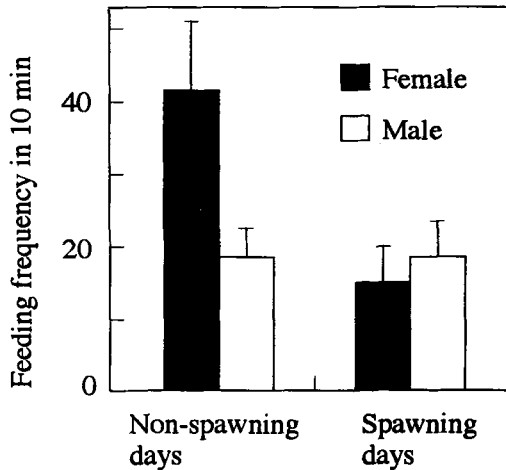 Feeding frequency in 10 min
40
20
0
Female
Male
Non-spawning
days
Spawning
days